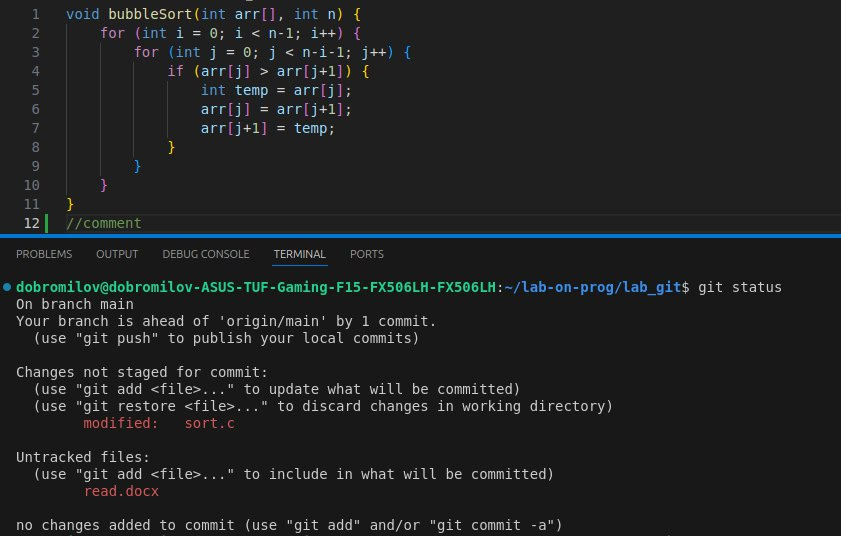 1 void bubbleSort(int arr[], int n) {
2     for (int i = 0; i < n-1; i++) {
3         for (int j = 0; j < n-i-1; j++) {
4             if (arr[j] > arr[j+1]) {
5                 int temp = arr[j];
6                 arr[j] = arr[j+1];
7                 arr[j+1] = temp;
8             }
9         }
10     }
11 }
12 //comment
PROBLEMS OUTPUT DEBUG CONSOLE TERMINAL PORTS
dobromilov@dobromilov-ASUS-TUF-Gaming-F15-FX506LH-FX506LH:~/lab-on-prog/lab_git$ git status
On branch main
Your branch is ahead of 'origin/main' by 1 commit.
  (use "git push" to publish your local commits)
Changes not staged for commit:
  (use "git add <file>..." to update what will be committed)
  (use "git restore <file>..." to discard changes in working directory)
        modified:   sort.c
Untracked files:
  (use "git add <file>..." to include in what will be committed)
        read.docx
no changes added to commit (use "git add" and/or "git commit -a")